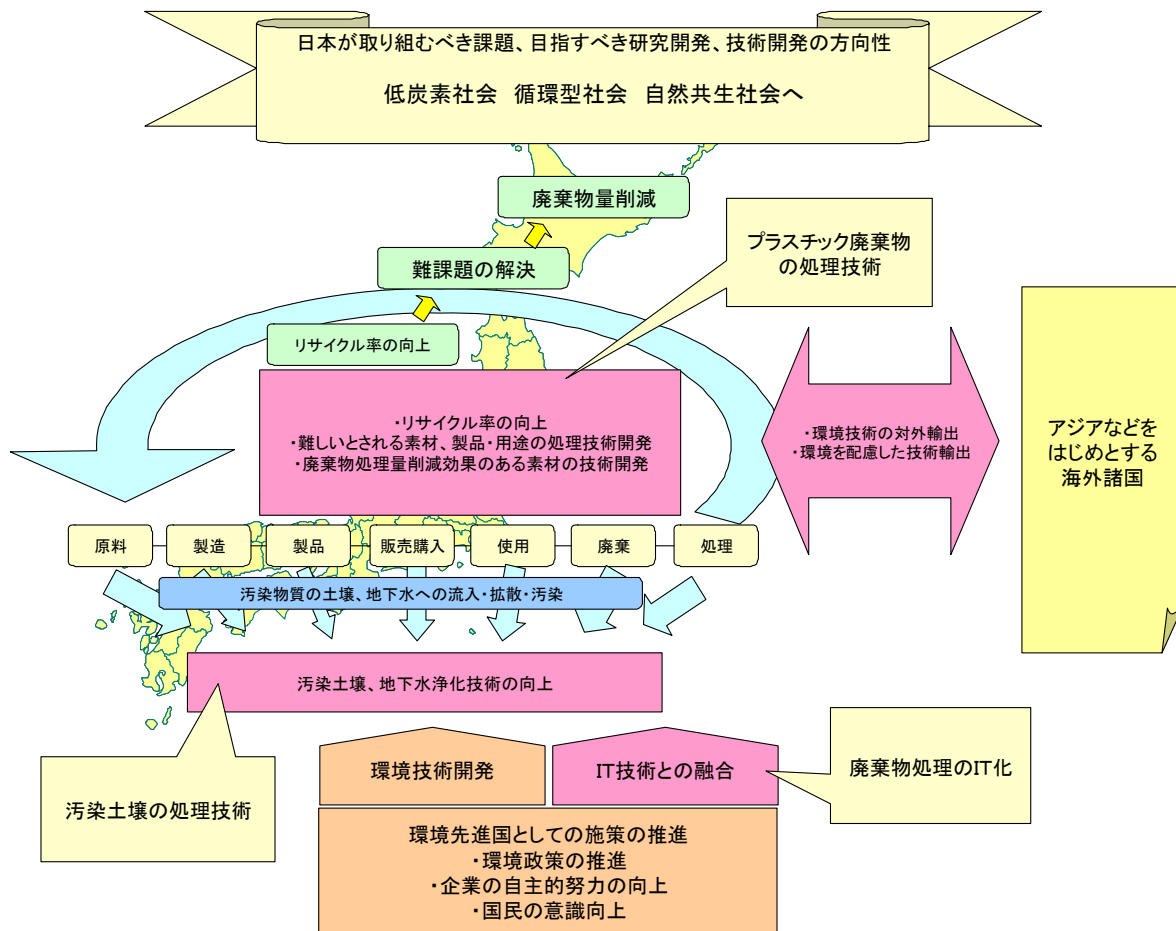 日本が取り組むべき課題、目指すべき研究開発、技術開発の方向性
低炭素社会　循環型社会　自然共生社会へ
廃棄物量削減
難課題の解決
リサイクル率の向上
プラスチック廃棄物
の処理技術
・リサイクル率の向上
・難しいとされる素材、製品・用途の処理技術開発
・廃棄物処理量削減効果のある素材の技術開発
・環境技術の対外輸出
・環境を配慮した技術輸出
アジアなどを
はじめとする
海外諸国
原料
製造
製品
販売購入
使用
廃棄
処理
汚染物質の土壌、地下水への流入・拡散・汚染
汚染土壌、地下水浄化技術の向上
環境技術開発
IT技術との融合
廃棄物処理のIT化
汚染土壌の処理技術
環境先進国としての施策の推進
・環境政策の推進
・企業の自主的努力の向上
・国民の意識向上